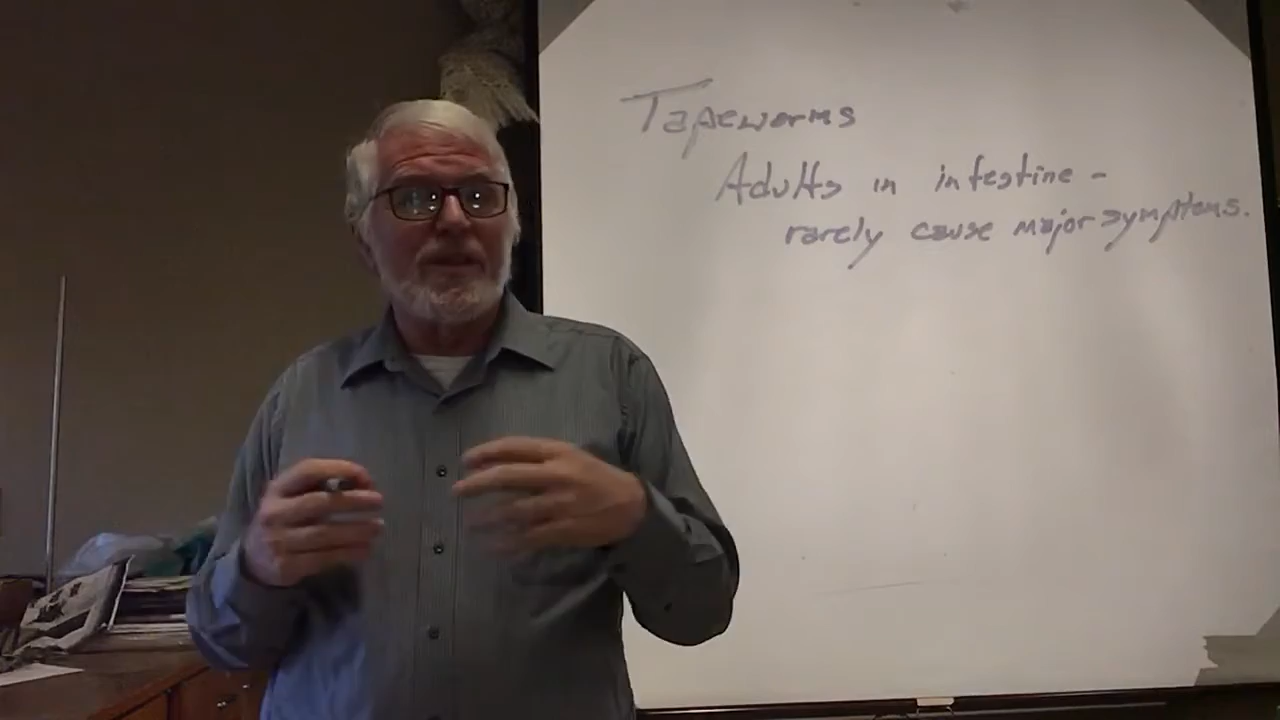 Tapeworms
Adults in intestine -
rarely cause major symptoms.